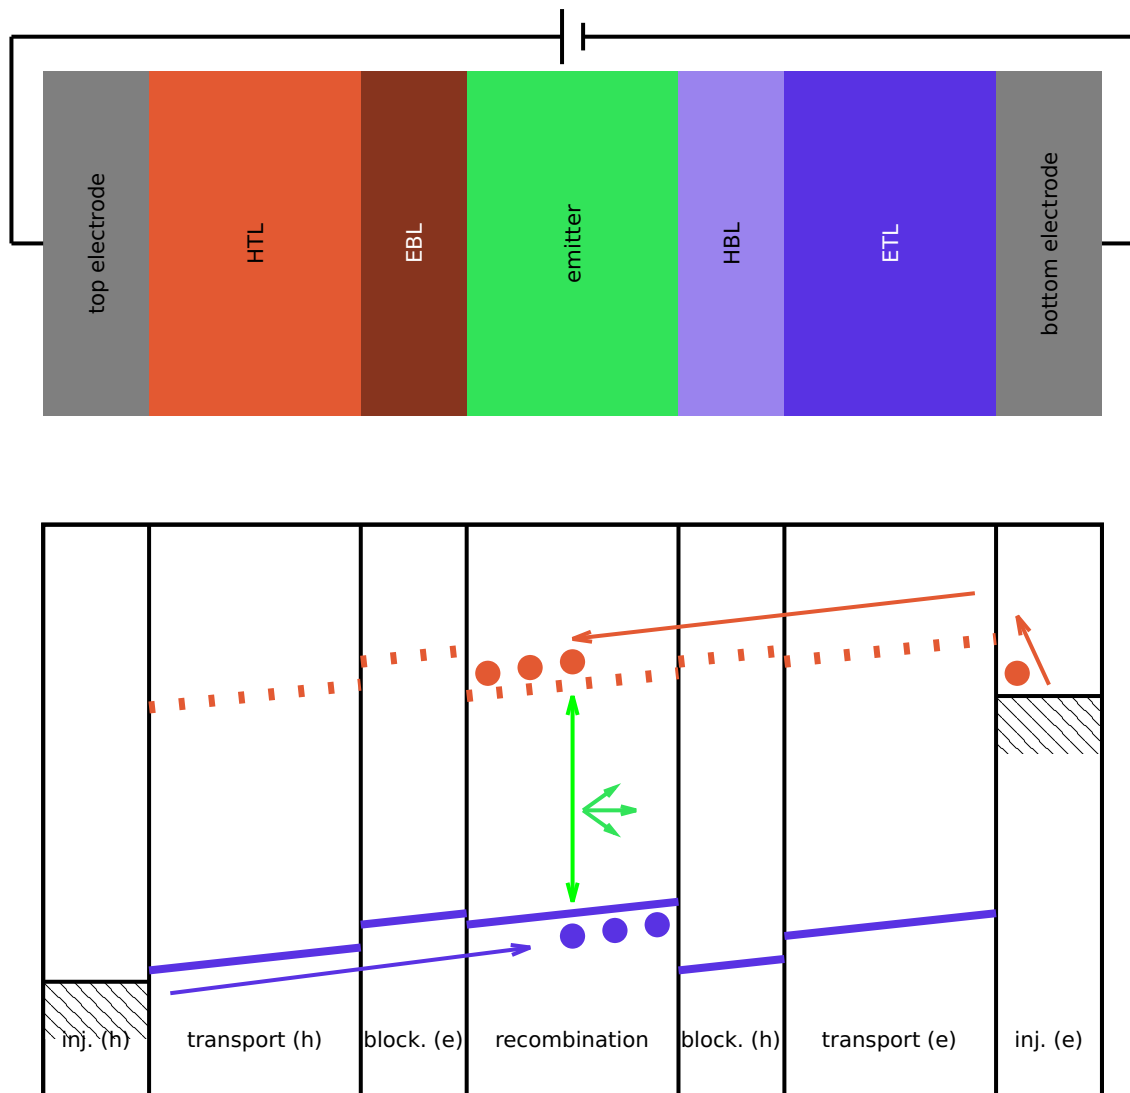 top electrode
HTL
EBL
emitter
HBL
ETL
bottom electrode
inj. (h)
transport (h)
block. (e)
recombination
block. (h)
transport (e)
inj. (e)